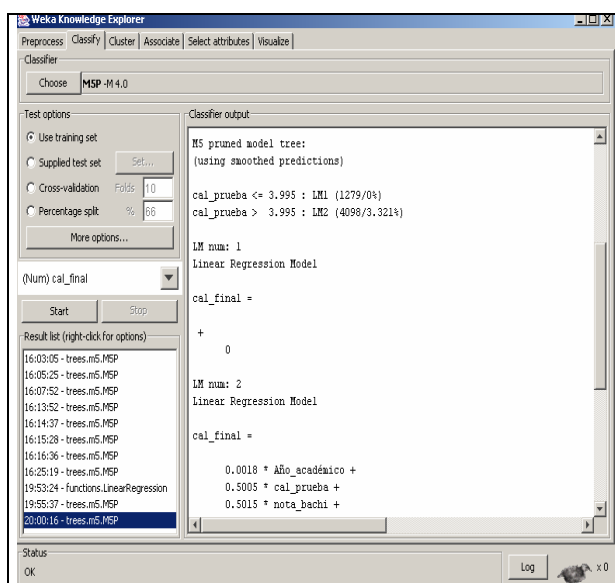 Weka Knowledge Explorer
Preprocess Classify Cluster Associate Select attributes Visualize
Classifier
Choose M5P -M 4.0
Test options
Use training set
Supplied test set Set...
Cross-validation Folds 10
Percentage split % 66
More options...
(Num) cal_final
Start Stop
Result list (right-click for options)
16:03:05 - trees.m5.M5P
16:05:25 - trees.m5.M5P
16:07:52 - trees.m5.M5P
16:13:52 - trees.m5.M5P
16:14:37 - trees.m5.M5P
16:15:28 - trees.m5.M5P
16:16:36 - trees.m5.M5P
16:25:19 - trees.m5.M5P
19:53:24 - functions.LinearRegression
19:55:37 - trees.m5.M5P
20:00:16 - trees.m5.M5P
Classifier output
M5 pruned model tree:
(using smoothed predictions)
cal_prueba <= 3.995 : LM1 (1279/0%)
cal_prueba > 3.995 : LM2 (4098/3.321%)
LM num: 1
Linear Regression Model
cal_final =
+
0
LM num: 2
Linear Regression Model
cal_final =
0.0018 * Año_académico +
0.5005 * cal_prueba +
0.5015 * nota_bachi +
Status
OK
Log x 0